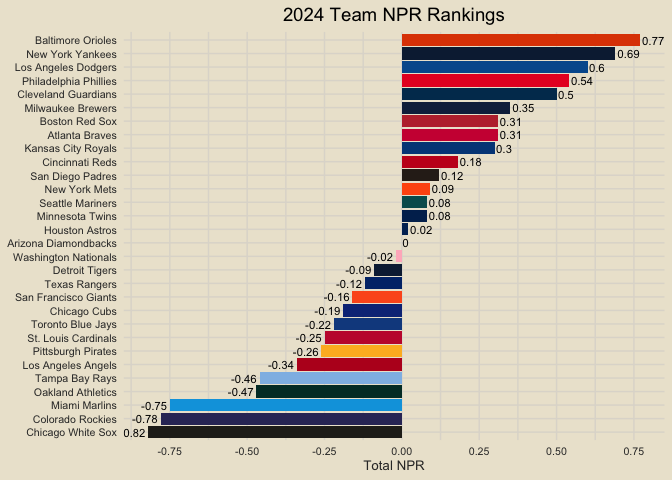 2024 Team NPR Rankings
Baltimore Orioles 0.77
New York Yankees 0.69
Los Angeles Dodgers 0.6
Philadelphia Phillies 0.54
Cleveland Guardians 0.5
Milwaukee Brewers 0.35
Boston Red Sox 0.31
Atlanta Braves 0.31
Kansas City Royals 0.3
Cincinnati Reds 0.18
San Diego Padres 0.12
New York Mets 0.09
Seattle Mariners 0.08
Minnesota Twins 0.08
Houston Astros 0.02
Arizona Diamondbacks 0
Washington Nationals -0.02
Detroit Tigers -0.09
Texas Rangers -0.12
San Francisco Giants -0.16
Chicago Cubs -0.19
Toronto Blue Jays -0.22
St. Louis Cardinals -0.25
Pittsburgh Pirates -0.26
Los Angeles Angels -0.34
Tampa Bay Rays -0.46
Oakland Athletics -0.47
Miami Marlins -0.75
Colorado Rockies -0.78
Chicago White Sox 0.82
-0.75 -0.50 -0.25 0.00 0.25 0.50 0.75
Total NPR